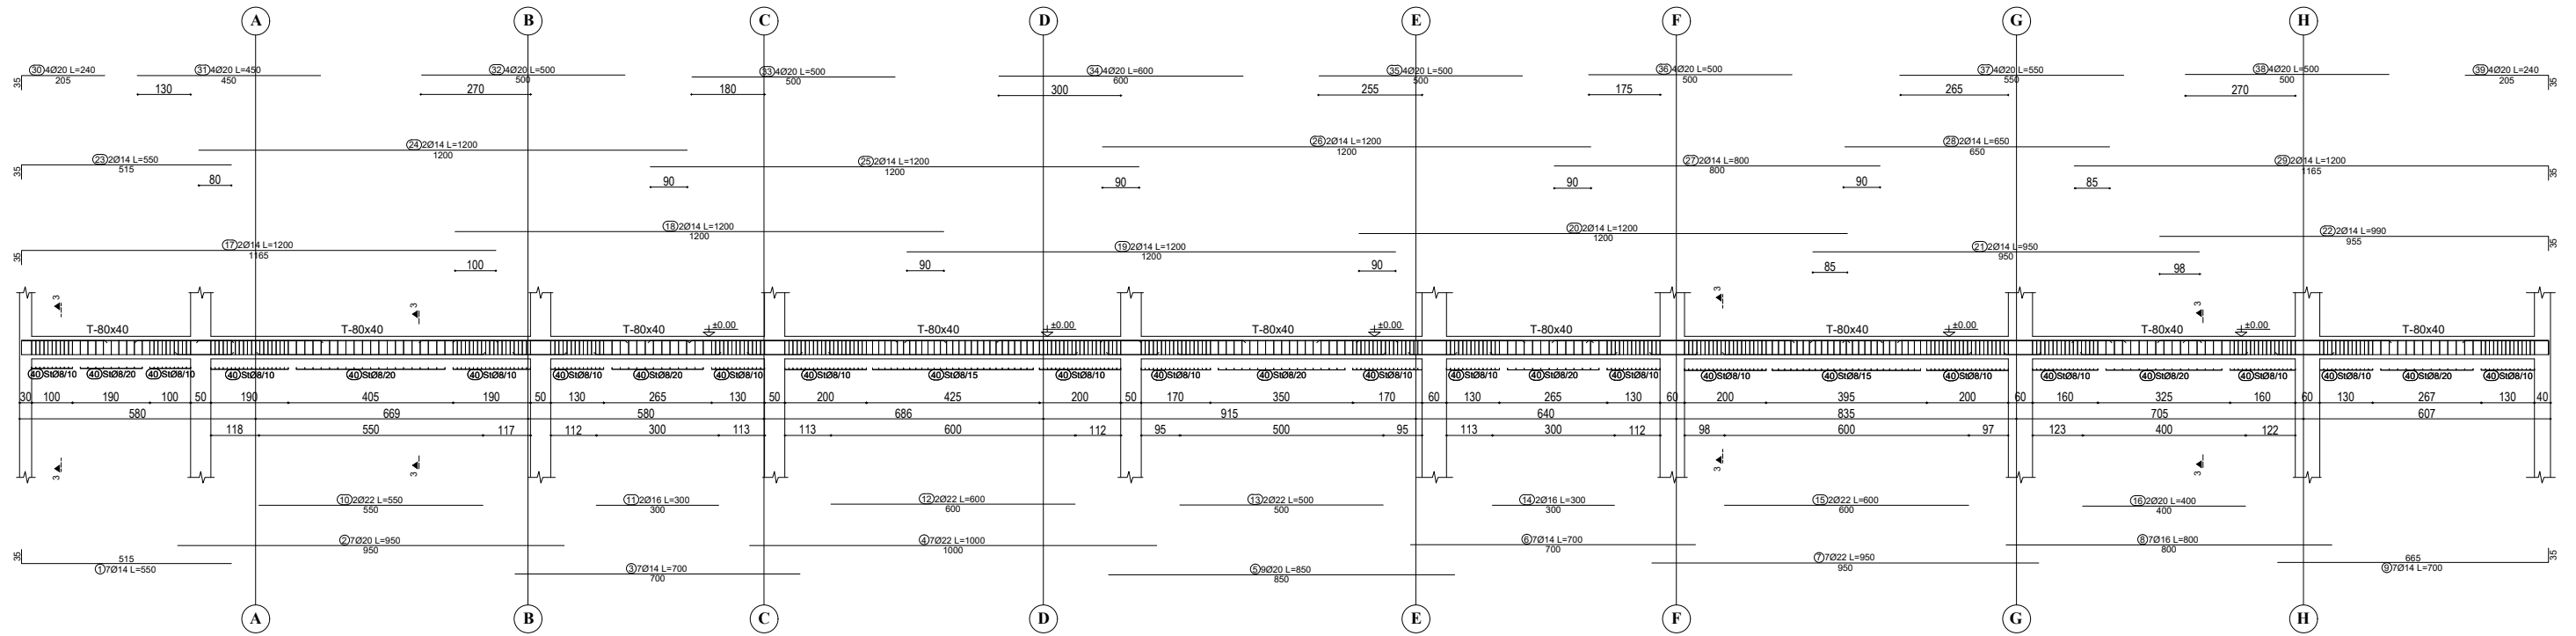 A B C D E F G H
30 4Ø20 L=240 31 4Ø20 L=450 32 4Ø20 L=500 33 4Ø20 L=500 34 4Ø20 L=600 35 4Ø20 L=500 36 4Ø20 L=500 37 4Ø20 L=550 38 4Ø20 L=500 39 4Ø20 L=240
35 205 450 500 500 600 500 500 550 500 205 35
130 270 180 300 255 175 265 270
24 2Ø14 L=1200 26 2Ø14 L=1200 28 2Ø14 L=650
1200 1200 650
23 2Ø14 L=550 25 2Ø14 L=1200 27 2Ø14 L=800 29 2Ø14 L=1200
35 515 1200 800 1165 35
80 90 90 90 90 85
18 2Ø14 L=1200 20 2Ø14 L=1200 22 2Ø14 L=990
1200 1200 955
17 2Ø14 L=1200 19 2Ø14 L=1200 21 2Ø14 L=950
35 1165 1200 950 35
100 90 90 85 98
3 3 3 3
±0.00 ±0.00 ±0.00 ±0.00 ±0.00
T-80x40 T-80x40 T-80x40 T-80x40 T-80x40 T-80x40 T-80x40 T-80x40 T-80x40
40 StØ8/10 40 StØ8/20 40 StØ8/10 40 StØ8/10 40 StØ8/20 40 StØ8/10 40 StØ8/10 40 StØ8/20 40 StØ8/10 40 StØ8/10 40 StØ8/15 40 StØ8/10 40 StØ8/10 40 StØ8/20 40 StØ8/10 40 StØ8/10 40 StØ8/20 40 StØ8/10 40 StØ8/10 40 StØ8/15 40 StØ8/10 40 StØ8/10 40 StØ8/20 40 StØ8/10 40 StØ8/10 40 StØ8/20 40 StØ8/10
30 100 190 100 50 190 405 190 50 130 265 130 50 200 425 200 50 170 350 170 60 130 265 130 60 200 395 200 60 160 325 160 60 130 267 130 40
580 669 580 686 915 640 835 705 607
118 550 117 112 300 113 113 600 112 95 500 95 113 300 112 98 600 97 123 400 122
3 3 3 3
10 2Ø22 L=550 11 2Ø16 L=300 12 2Ø22 L=600 13 2Ø22 L=500 14 2Ø16 L=300 15 2Ø22 L=600 16 2Ø20 L=400
550 300 600 500 300 600 400
2 7Ø20 L=950 4 7Ø22 L=1000 6 7Ø14 L=700 8 7Ø16 L=800
950 1000 700 800
35 515 7 7Ø22 L=950 665 35
1 7Ø14 L=550 3 7Ø14 L=700 5 9Ø20 L=850 950 9 7Ø14 L=700
700 850
A B C D E F G H